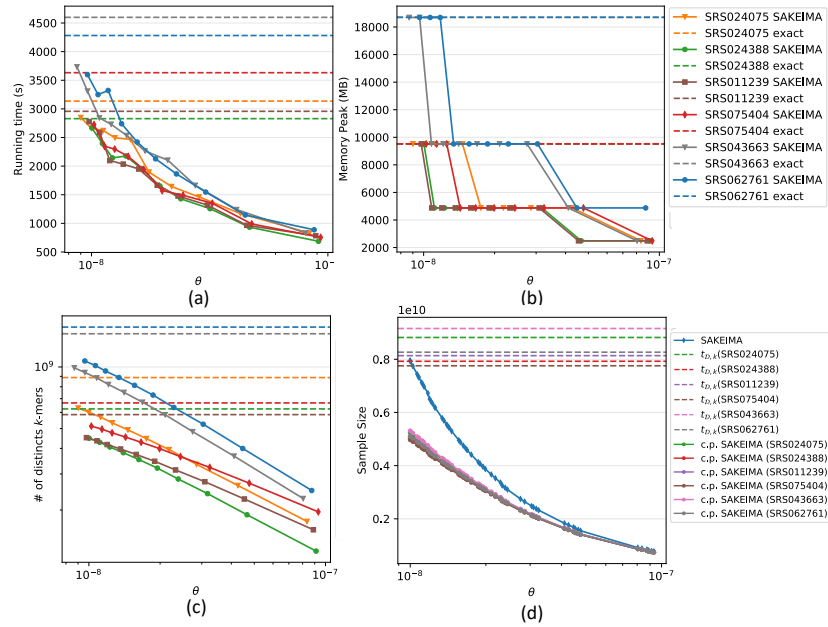 4500
4000
3500
3000
2500
2000
1500
1000
500
Running time (s)
10⁻⁸
10⁻⁷
θ
(a)
18000
16000
14000
12000
10000
8000
6000
4000
2000
Memory Peak (MB)
10⁻⁸
10⁻⁷
θ
(b)
SRS024075 SAKEIMA
SRS024075 exact
SRS024388 SAKEIMA
SRS024388 exact
SRS011239 SAKEIMA
SRS011239 exact
SRS075404 SAKEIMA
SRS075404 exact
SRS043663 SAKEIMA
SRS043663 exact
SRS062761 SAKEIMA
SRS062761 exact
10⁹
# of distincts k-mers
10⁻⁸
10⁻⁷
θ
(c)
1e10
0.8
0.6
0.4
0.2
Sample Size
10⁻⁸
10⁻⁷
θ
(d)
SAKEIMA
t_{D,k}(SRS024075)
t_{D,k}(SRS024388)
t_{D,k}(SRS011239)
t_{D,k}(SRS075404)
t_{D,k}(SRS043663)
t_{D,k}(SRS062761)
c.p. SAKEIMA (SRS024075)
c.p. SAKEIMA (SRS024388)
c.p. SAKEIMA (SRS011239)
c.p. SAKEIMA (SRS075404)
c.p. SAKEIMA (SRS043663)
c.p. SAKEIMA (SRS062761)